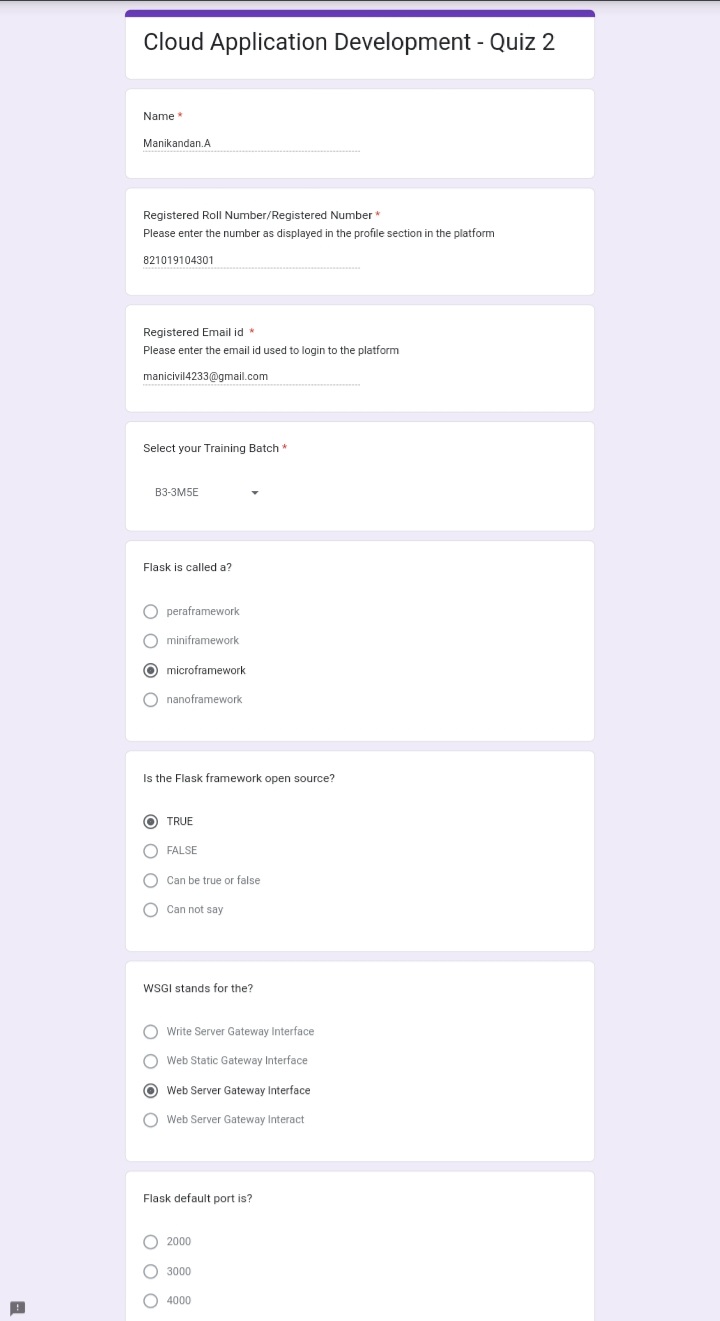 Cloud Application Development - Quiz 2
Name *
Manikandan.A
Registered Roll Number/Registered Number *
Please enter the number as displayed in the profile section in the platform
821019104301
Registered Email id *
Please enter the email id used to login to the platform
manicivil4233@gmail.com
Select your Training Batch *
B3-3M5E
Flask is called a?
peraframework
miniframework
microframework
nanoframework
Is the Flask framework open source?
TRUE
FALSE
Can be true or false
Can not say
WSGI stands for the?
Write Server Gateway Interface
Web Static Gateway Interface
Web Server Gateway Interface
Web Server Gateway Interact
Flask default port is?
2000
3000
4000